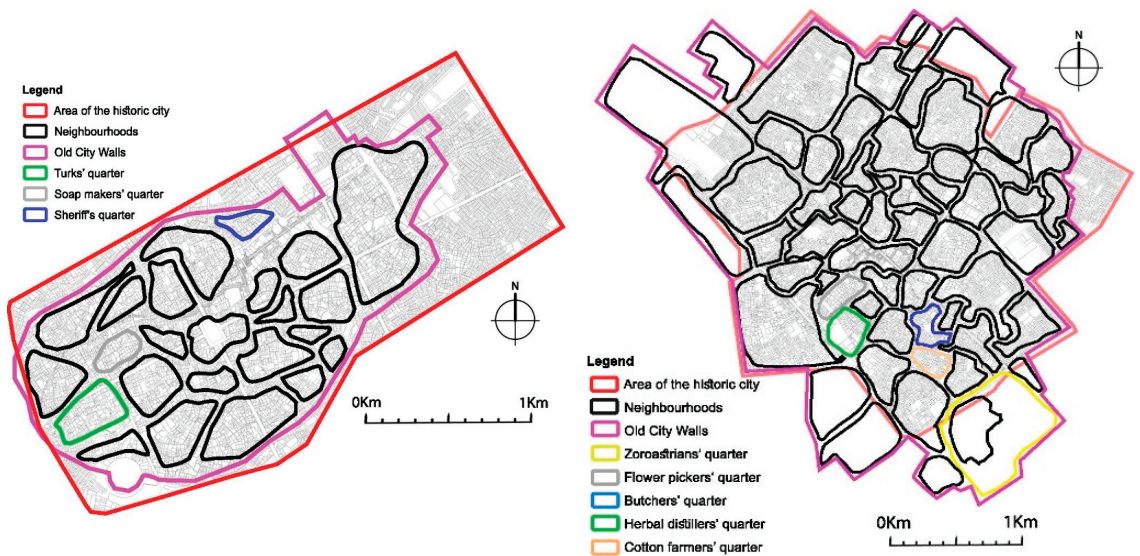 Legend
Area of the historic city
Neighbourhoods
Old City Walls
Turks' quarter
Soap makers' quarter
Sheriff's quarter
N
0Km
1Km
N
Legend
Area of the historic city
Neighbourhoods
Old City Walls
Zoroastrians' quarter
Flower pickers' quarter
Butchers' quarter
Herbal distillers' quarter
Cotton farmers' quarter
0Km
1Km